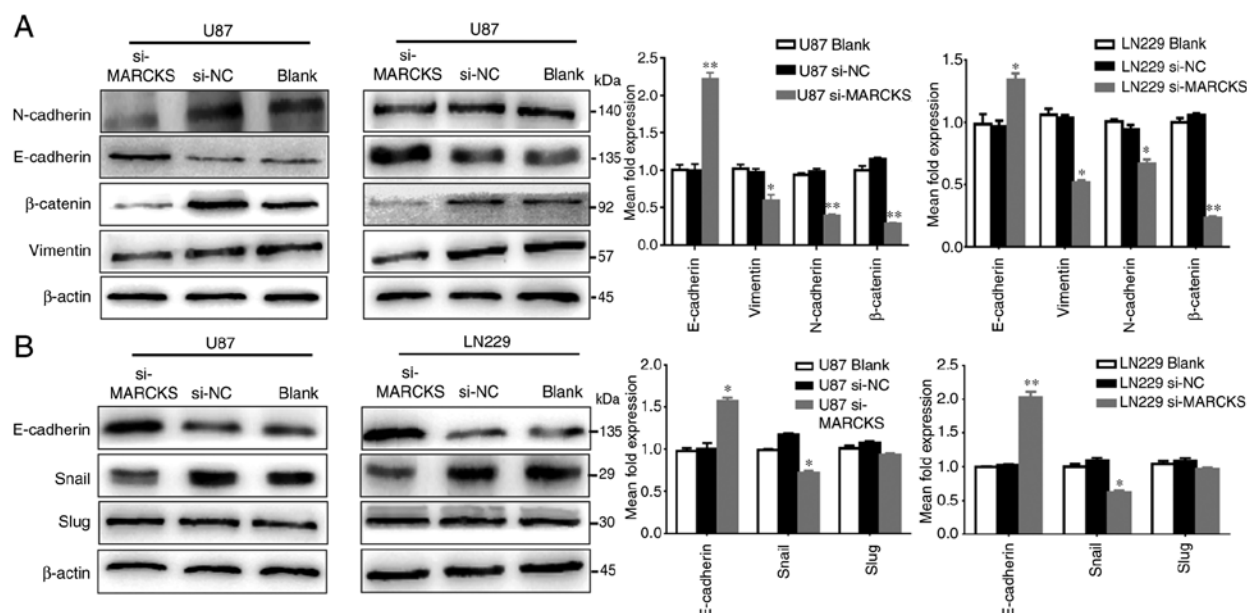 A
U87
si-
MARCKS si-NC Blank
N-cadherin
E-cadherin
β-catenin
Vimentin
β-actin
U87
si-
MARCKS si-NC Blank
kDa
140
135
92
57
45
Mean fold expression
2.5
2.0
1.5
1.0
0.5
0.0
U87 Blank
U87 si-NC
U87 si-MARCKS
** * ** **
E-cadherin
Vimentin
N-cadherin
β-catenin
Mean fold expression
1.5
1.0
0.5
0.0
LN229 Blank
LN229 si-NC
LN229 si-MARCKS
* * * **
E-cadherin
Vimentin
N-cadherin
β-catenin
B
U87
si-
MARCKS si-NC Blank
E-cadherin
Snail
Slug
β-actin
LN229
si-
MARCKS si-NC Blank
kDa
135
29
30
45
Mean fold expression
2.0
1.5
1.0
0.5
0.0
U87 Blank
U87 si-NC
U87 si-
MARCKS
* *
E-cadherin
Snail
Slug
Mean fold expression
2.5
2.0
1.5
1.0
0.5
0.0
LN229 Blank
LN229 si-NC
LN229 si-MARCKS
** *
E-cadherin
Snail
Slug